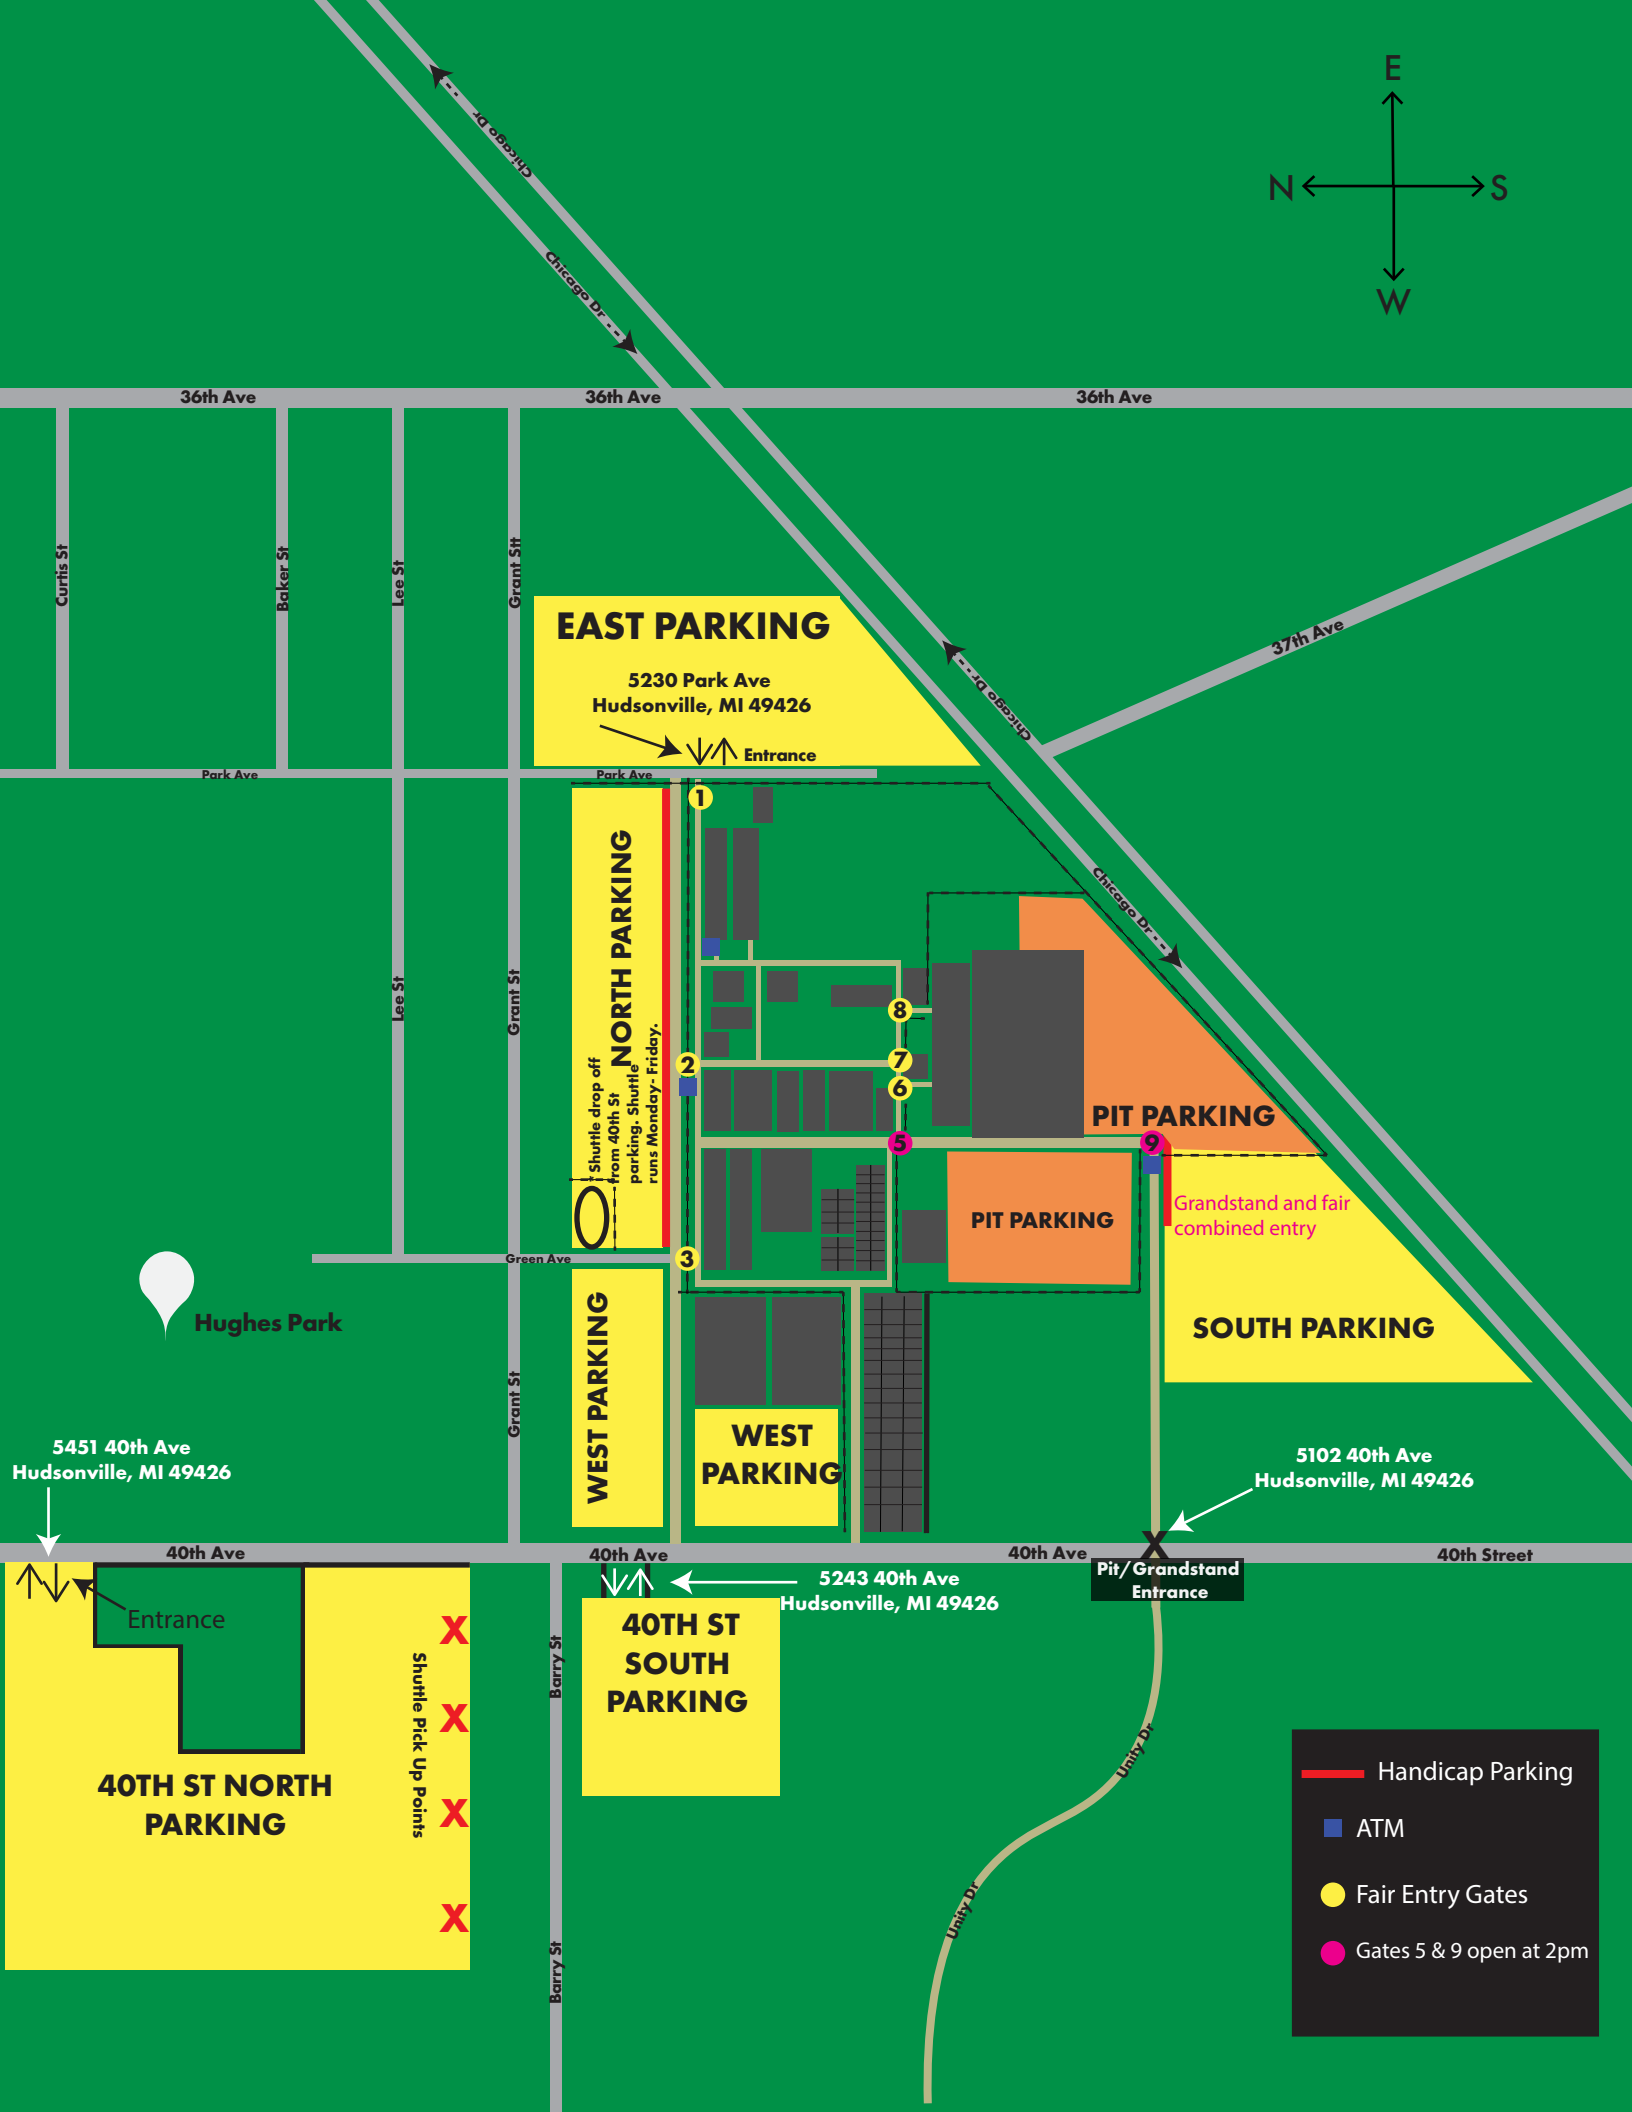 E
N
S
W
Chicago Dr
Chicago Dr
36th Ave
36th Ave
36th Ave
Curtis St
Baker St
Lee St
Grant Stt
37th Ave
EAST PARKING
5230 Park Ave
Hudsonville, MI 49426
Entrance
Chicago Dr
Park Ave
Park Ave
1
NORTH PARKING
* Shuttle drop off
from 40th St
parking. Shuttle
runs Monday- Friday.
Chicago Dr
Lee St
Grant St
8
2
7
6
PIT PARKING
5
9
Grandstand and fair
combined entry
PIT PARKING
Green Ave
3
Hughes Park
SOUTH PARKING
WEST PARKING
Grant St
WEST
PARKING
5451 40th Ave
Hudsonville, MI 49426
5102 40th Ave
Hudsonville, MI 49426
40th Ave
40th Ave
40th Ave
40th Street
X
Pit/Grandstand
Entrance
5243 40th Ave
Hudsonville, MI 49426
Entrance
40TH ST
SOUTH
PARKING
X
X
X
X
Shuttle Pick Up Points
Barry St
40TH ST NORTH
PARKING
Unity Dr
Unity Dr
Barry St
Handicap Parking
ATM
Fair Entry Gates
Gates 5 & 9 open at 2pm